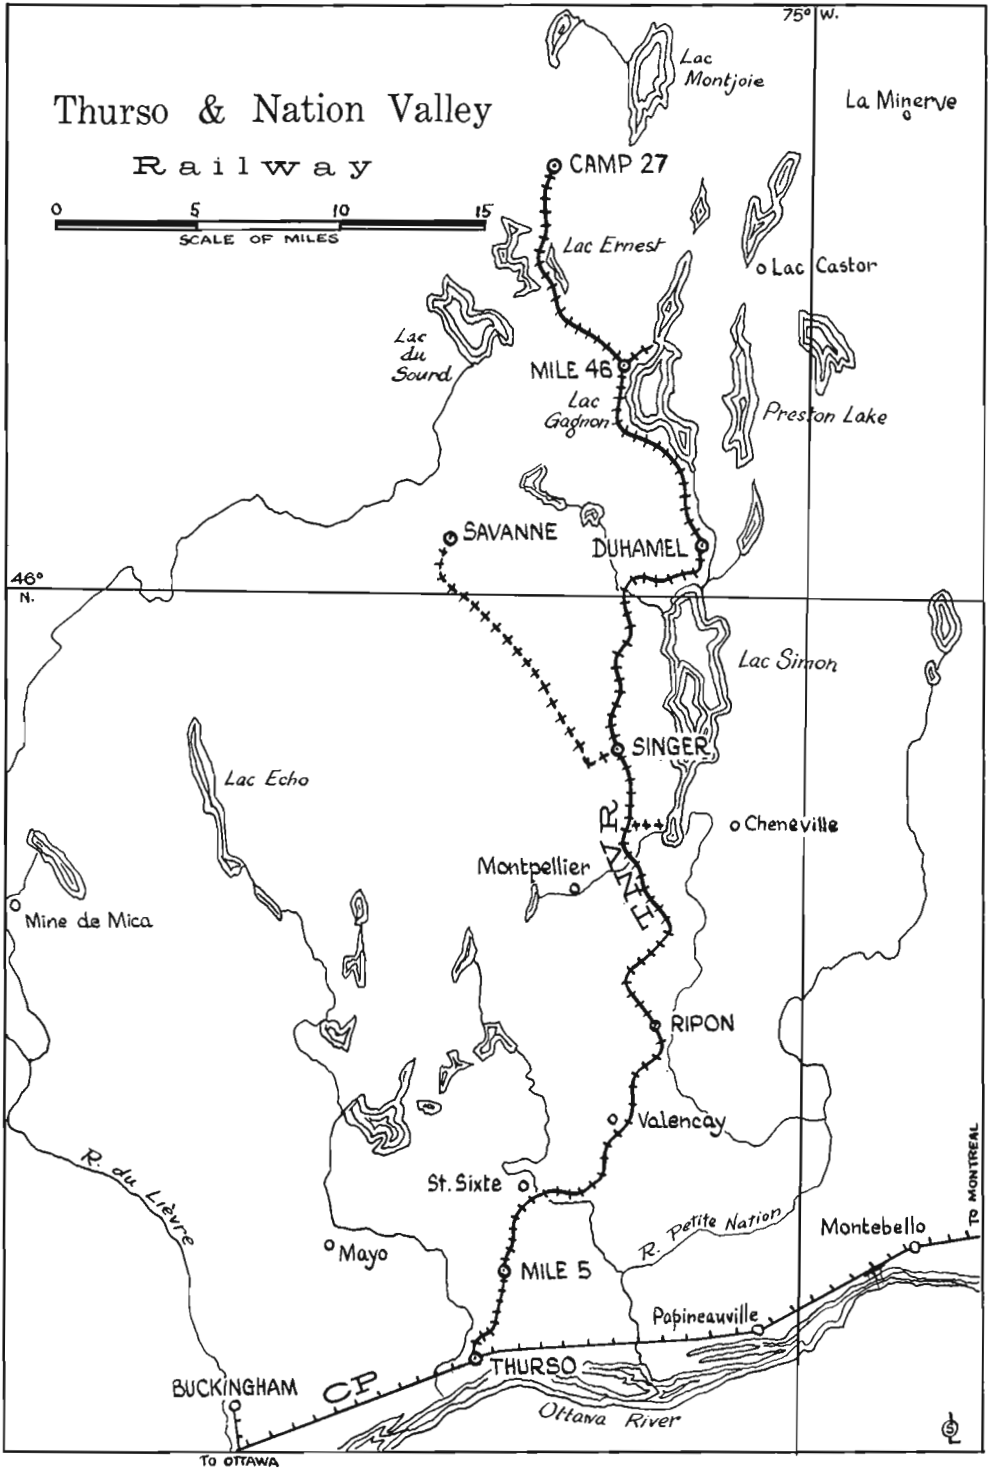 75° W.
Lac
Montjoie
La Minerve
Thurso & Nation Valley
Railway
0 5 10 15
SCALE OF MILES
CAMP 27
Lac Ernest
Lac Castor
Lac
du
Sourd
MILE 46
Lac
Gagnon
Preston Lake
SAVANNE
DUHAMEL
46°
N.
Lac Simon
SINGER
Lac Echo
TNVR
Cheneville
Montpellier
Mine de Mica
RIPON
Valencay
R. du Lièvre
St. Sixte
R. Petite Nation
TO MONTREAL
Montebello
Mayo
MILE 5
Papineauville
THURSO
BUCKINGHAM
CP
Ottawa River
TO OTTAWA